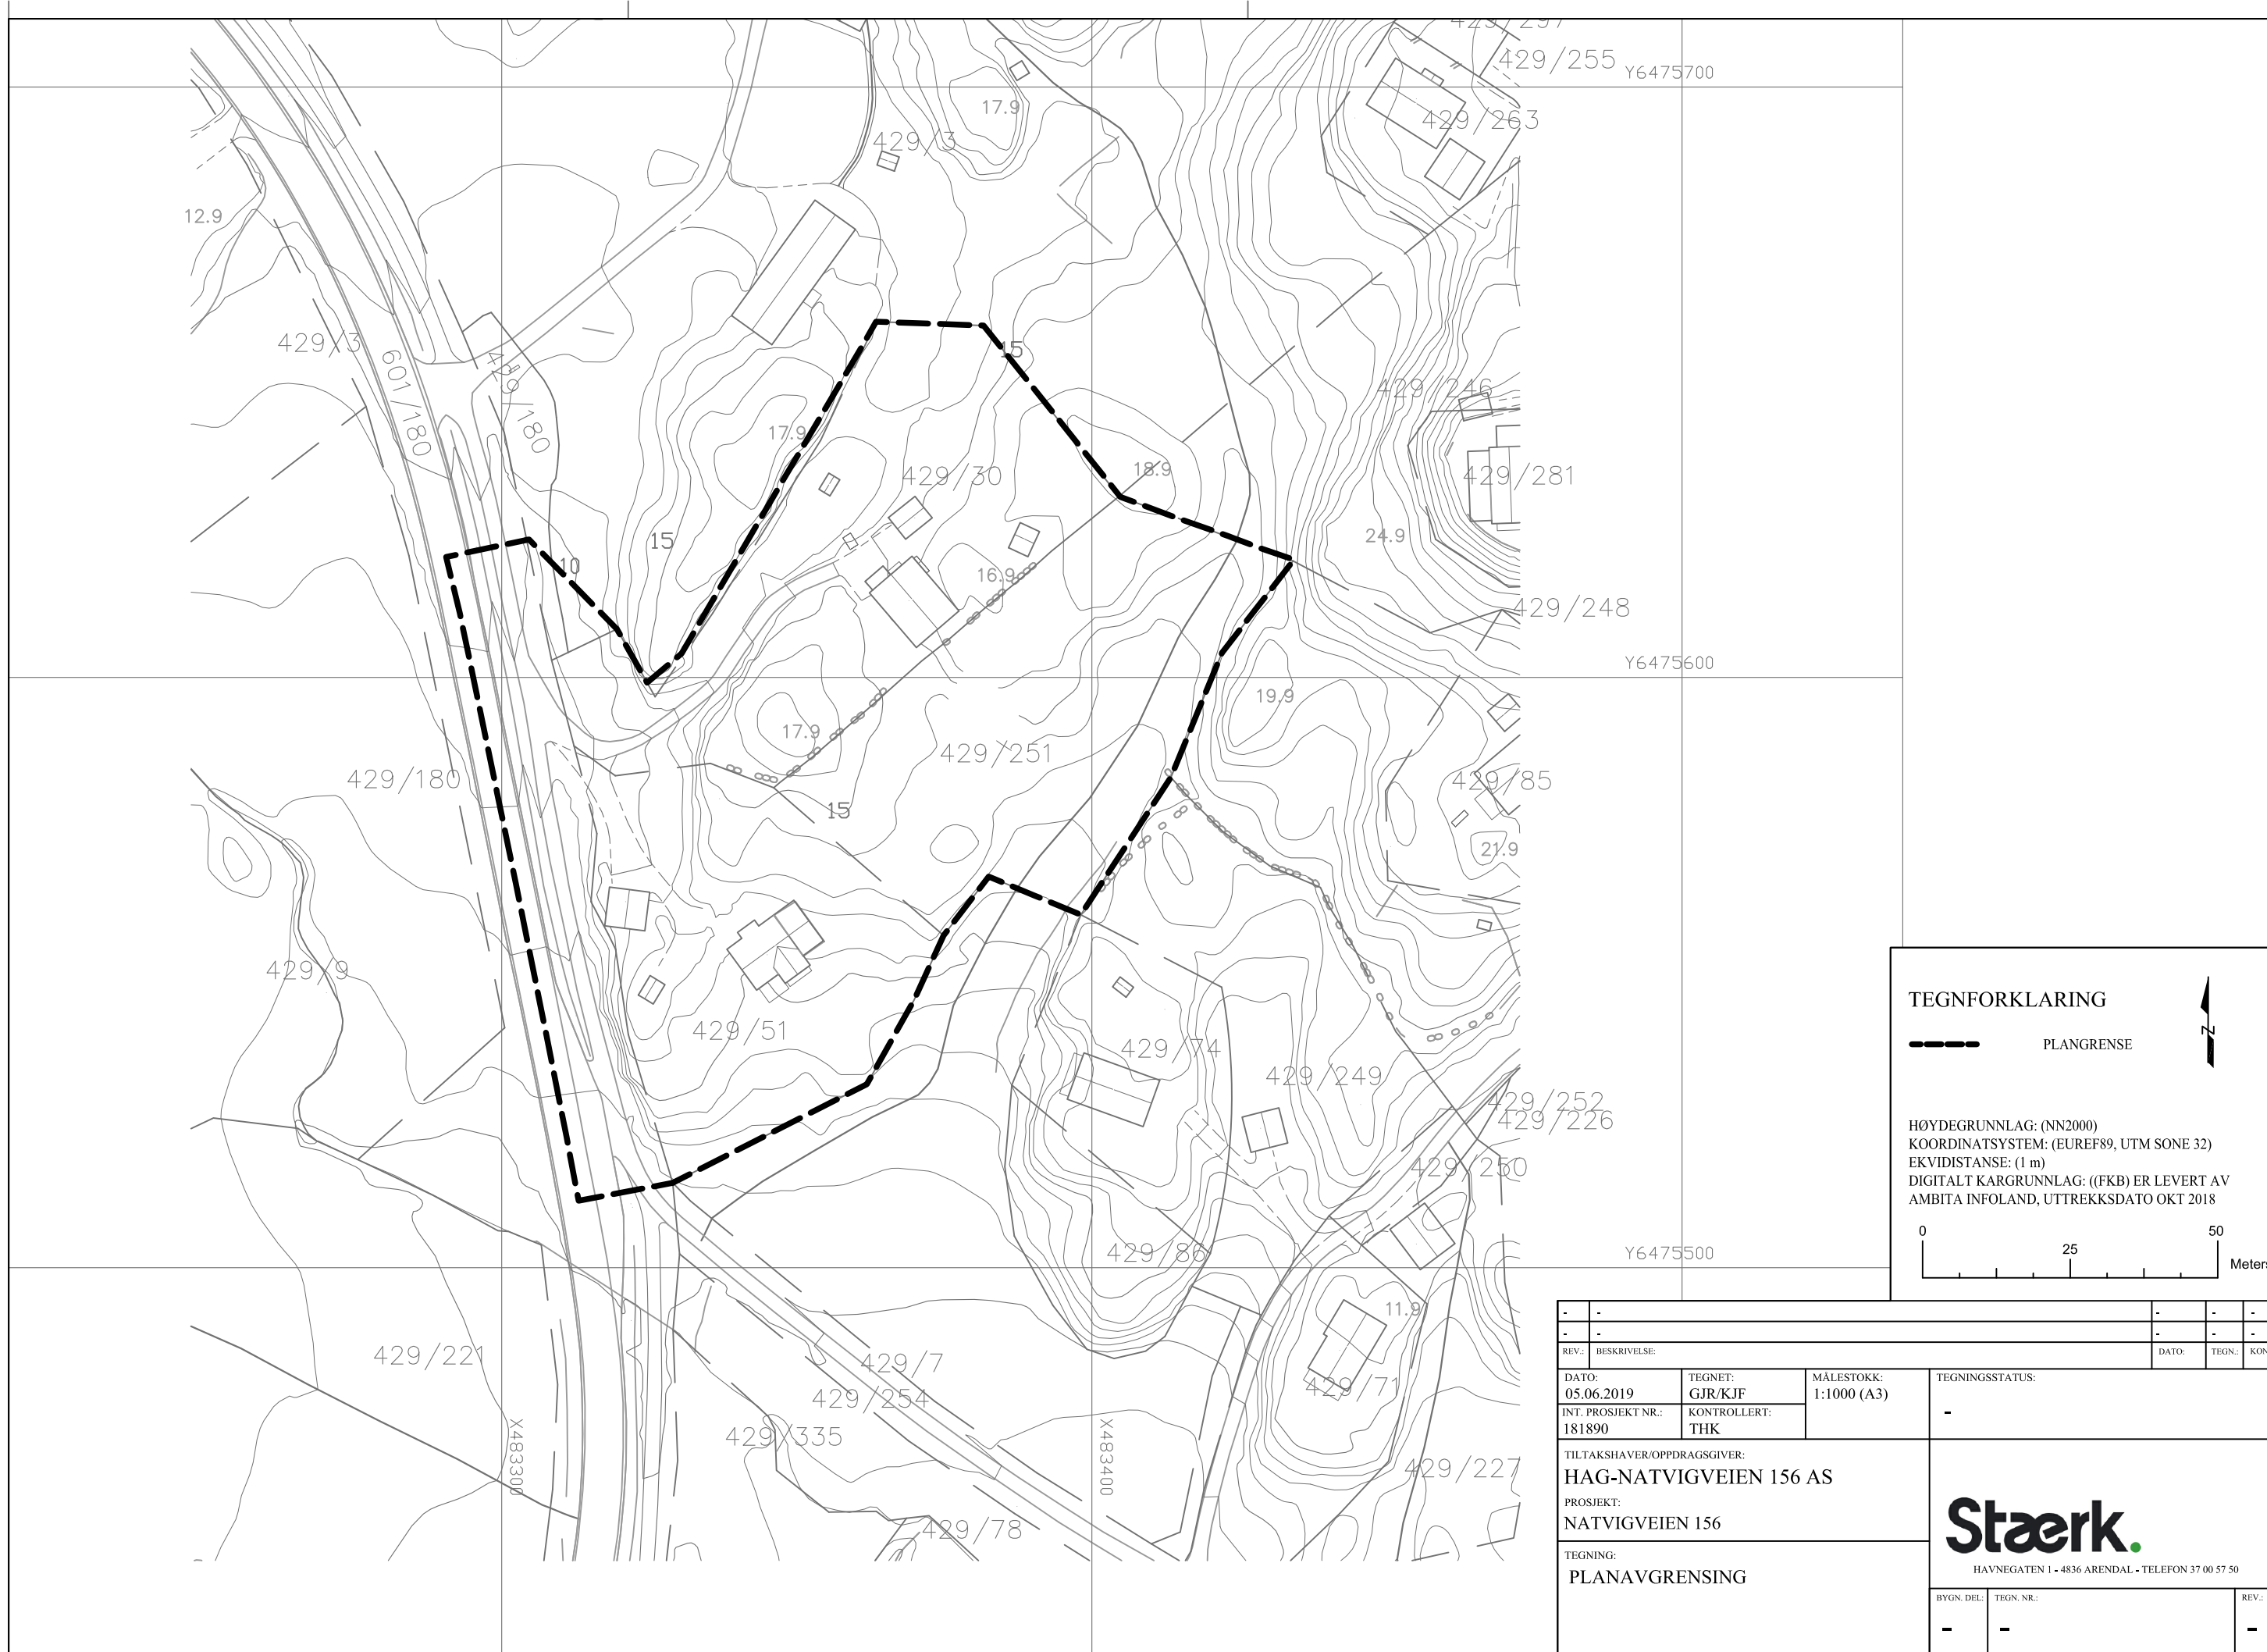 429/297
429/255
Y6475700
17.9
429/263
429/3
12.9
429/3
15
601/180
429/180
429/246
17.9
18.9
429/30
429/281
24.9
15
10
16.9
429/248
Y6475600
19.9
17.9
429/251
429/180
429/85
15
21.9
429/9
429/51
429/74
429/249
429/252
429/226
429/250
429/86
Y6475500
11.9
429/221
429/7
429/254
429/71
429/335
X483300
X483400
429/227
429/78
TEGNFORKLARING
N
PLANGRENSE
HØYDEGRUNNLAG: (NN2000)
KOORDINATSYSTEM: (EUREF89, UTM SONE 32)
EKVIDISTANSE: (1 m)
DIGITALT KARGRUNNLAG: ((FKB) ER LEVERT AV
AMBITA INFOLAND, UTTREKKSDATO OKT 2018
0 25 50
Meters
- - - - -
- - - - -
REV.: BESKRIVELSE: DATO: TEGN.: KON
DATO: TEGNET: MÅLESTOKK: TEGNINGSSTATUS:
05.06.2019 GJR/KJF 1:1000 (A3)
INT. PROSJEKT NR.: KONTROLLERT: -
181890 THK
TILTAKSHAVER/OPPDRAGSGIVER:
HAG-NATVIGVEIEN 156 AS
PROSJEKT:
NATVIGVEIEN 156
TEGNING:
PLANAVGRENSING
Stærk.
HAVNEGATEN 1 - 4836 ARENDAL - TELEFON 37 00 57 50
BYGN. DEL: TEGN. NR.: REV.:
- - -